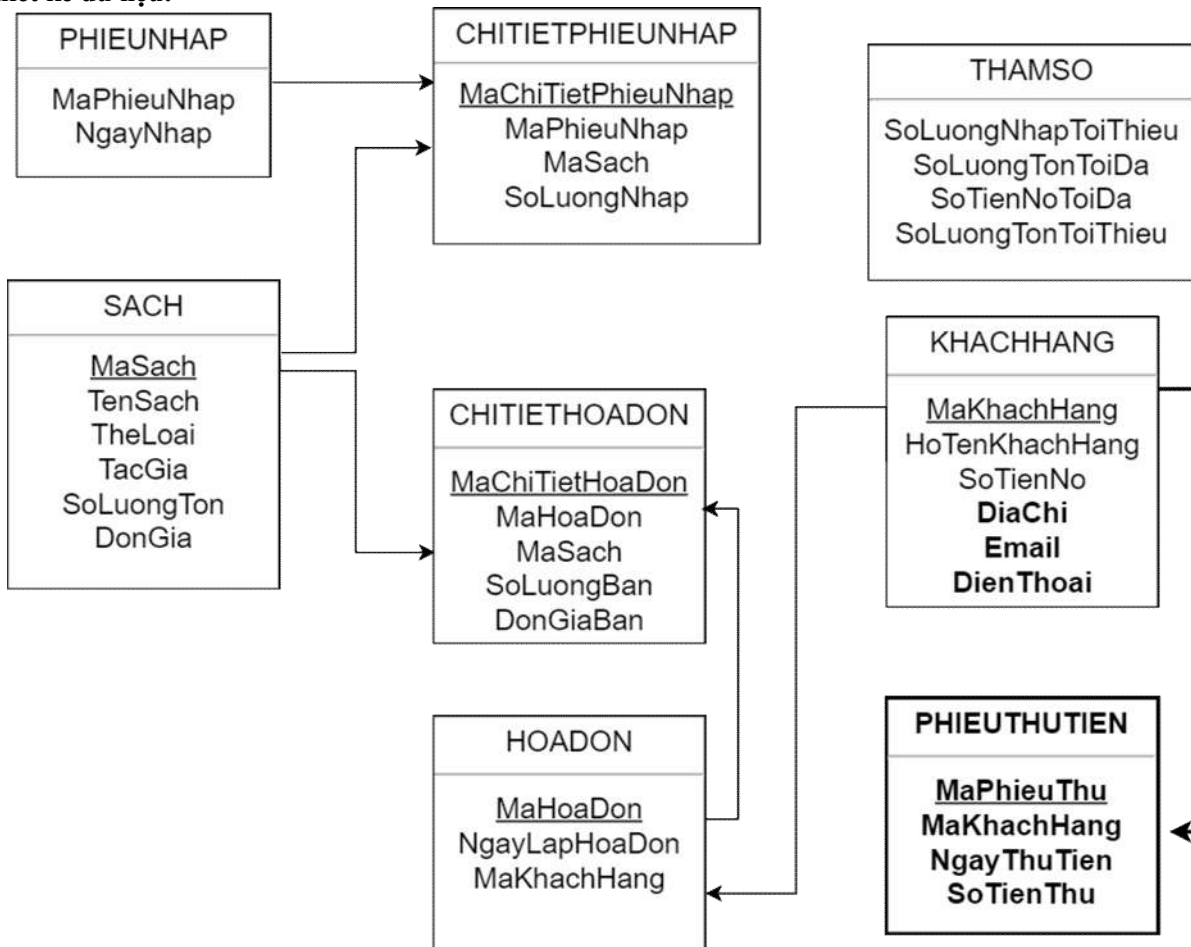 PHIEUNHAP
MaPhieuNhap
NgayNhap
CHITIETPHIEUNHAP
MaChiTietPhieuNhap
MaPhieuNhap
MaSach
SoLuongNhap
THAMSO
SoLuongNhapToiThieu
SoLuongTonToiDa
SoTienNoToiDa
SoLuongTonToiThieu
SACH
MaSach
TenSach
TheLoai
TacGia
SoLuongTon
DonGia
CHITIETHOADON
MaChiTietHoaDon
MaHoaDon
MaSach
SoLuongBan
DonGiaBan
KHACHHANG
MaKhachHang
HoTenKhachHang
SoTienNo
DiaChi
Email
DienThoai
HOADON
MaHoaDon
NgayLapHoaDon
MaKhachHang
PHIEUTHUTIEN
MaPhieuThu
MaKhachHang
NgayThuTien
SoTienThu